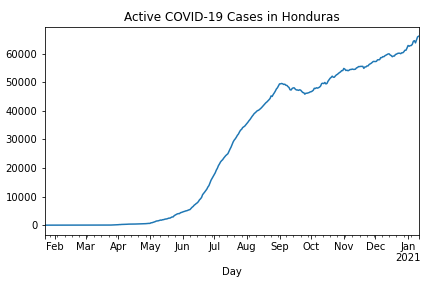 Active COVID-19 Cases in Honduras
60000
50000
40000
30000
20000
10000
0
Feb Mar Apr May Jun Jul Aug Sep Oct Nov Dec Jan
2021
Day